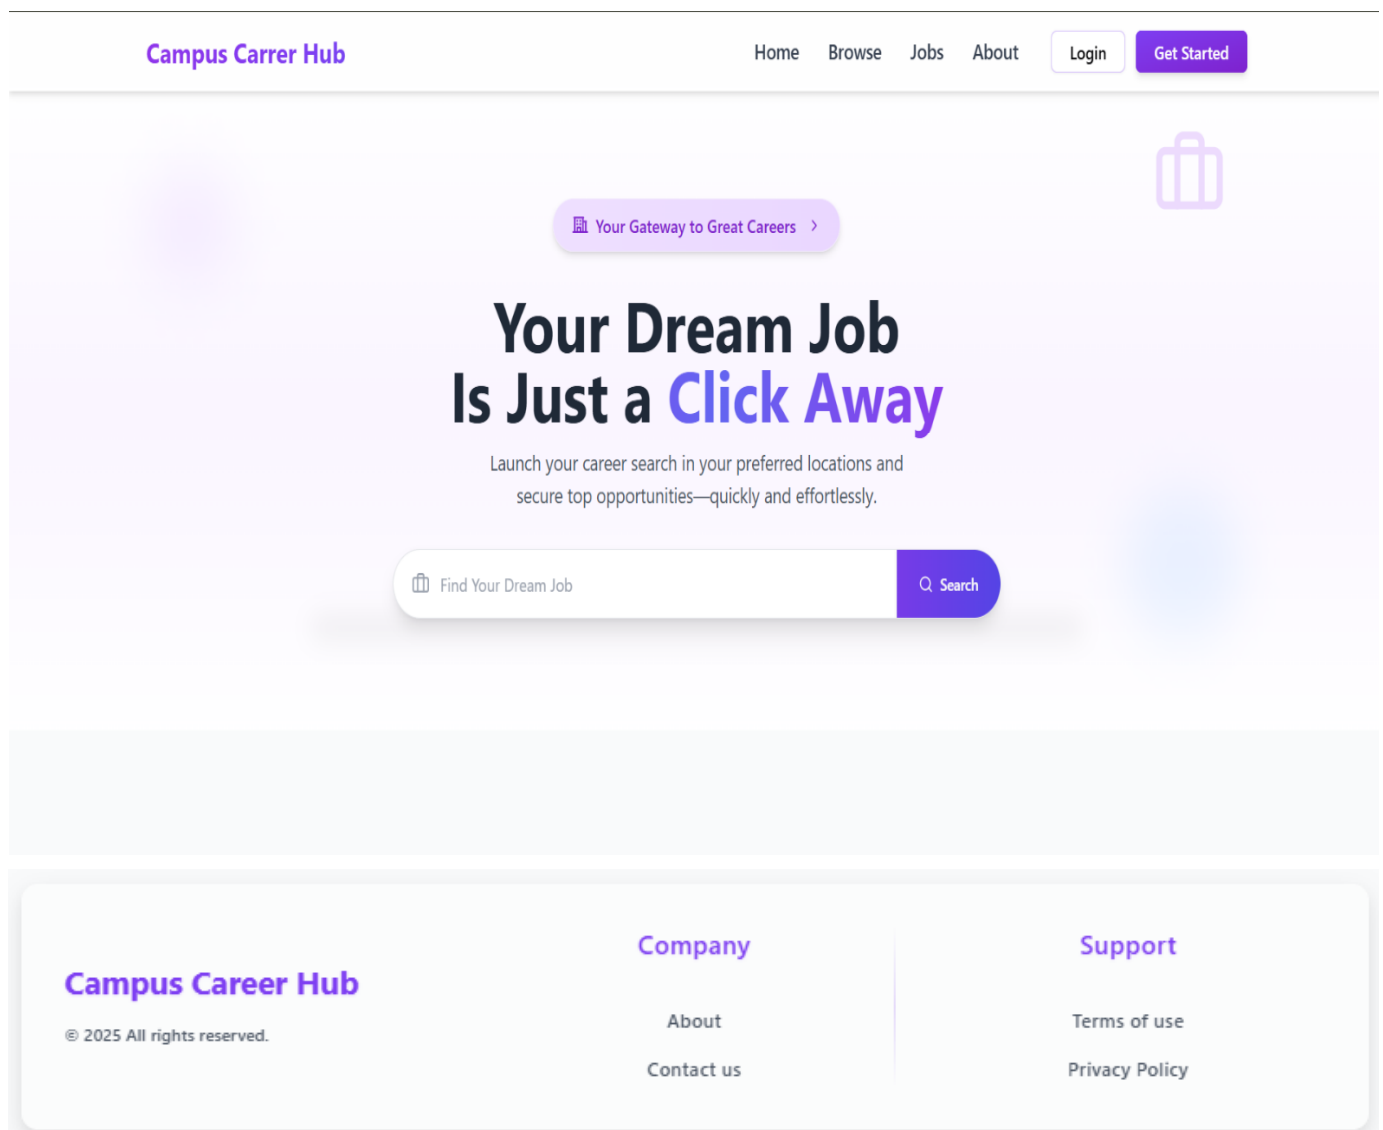 Campus Carrer Hub
Home Browse Jobs About Login Get Started
Your Gateway to Great Careers
Your Dream Job
Is Just a Click Away
Launch your career search in your preferred locations and
secure top opportunities—quickly and effortlessly.
Find Your Dream Job Search
Campus Career Hub
© 2025 All rights reserved.
Company
About
Contact us
Support
Terms of use
Privacy Policy